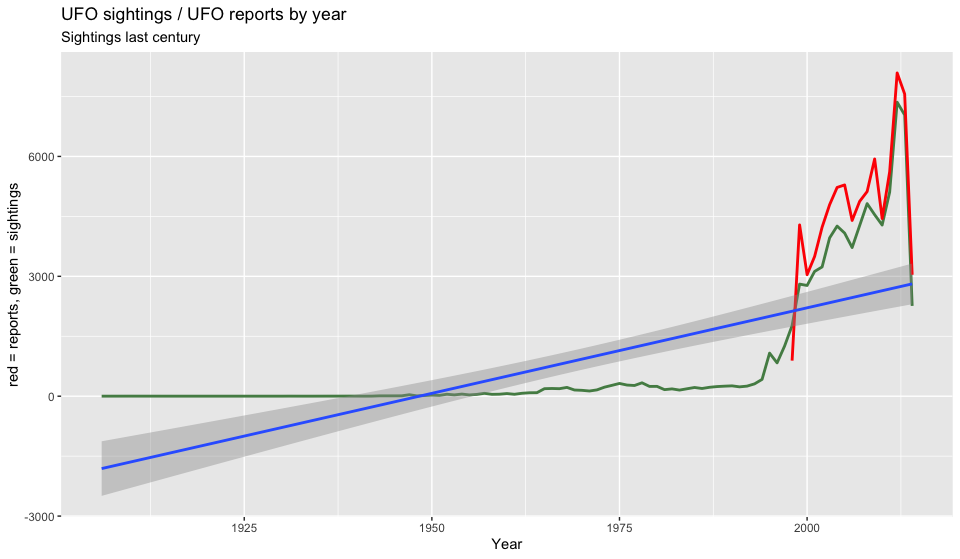 UFO sightings / UFO reports by year
Sightings last century
red = reports, green = sightings
6000
3000
0
-3000
1925
1950
1975
2000
Year